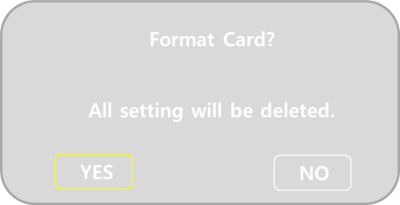 Format Card?
All setting will be deleted.
YES
NO